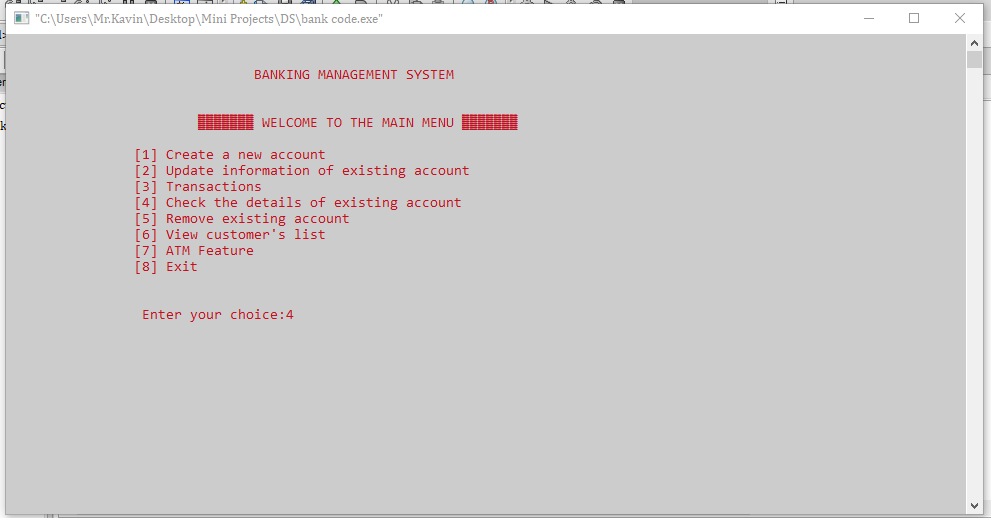 "C:\Users\Mr.Kavin\Desktop\Mini Projects\DS\bank code.exe"
BANKING MANAGEMENT SYSTEM
▓▓▓▓▓▓▓ WELCOME TO THE MAIN MENU ▓▓▓▓▓▓▓
[1] Create a new account
[2] Update information of existing account
[3] Transactions
[4] Check the details of existing account
[5] Remove existing account
[6] View customer's list
[7] ATM Feature
[8] Exit
Enter your choice:4